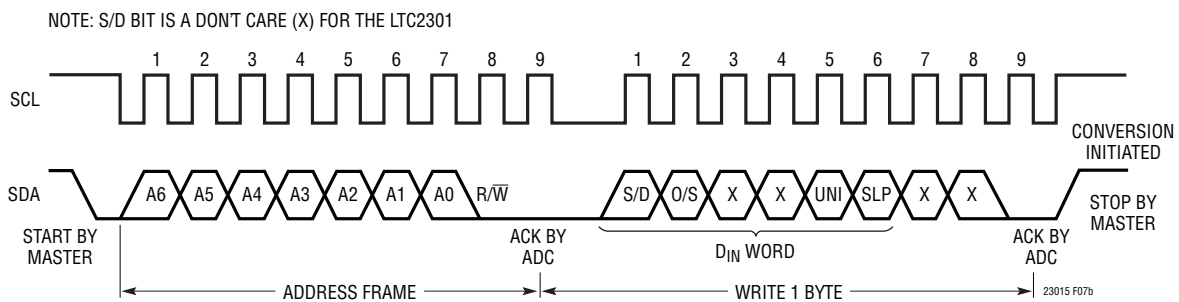 NOTE: S/D BIT IS A DON'T CARE (X) FOR THE LTC2301
1 2 3 4 5 6 7 8 9 1 2 3 4 5 6 7 8 9
SCL
CONVERSION
INITIATED
SDA A6 A5 A4 A3 A2 A1 A0 R/W̅ S/D O/S X X UNI SLP X X
STOP BY
MASTER
START BY
MASTER
ACK BY
ADC
DIN WORD
ACK BY
ADC
ADDRESS FRAME WRITE 1 BYTE 23015 F07b